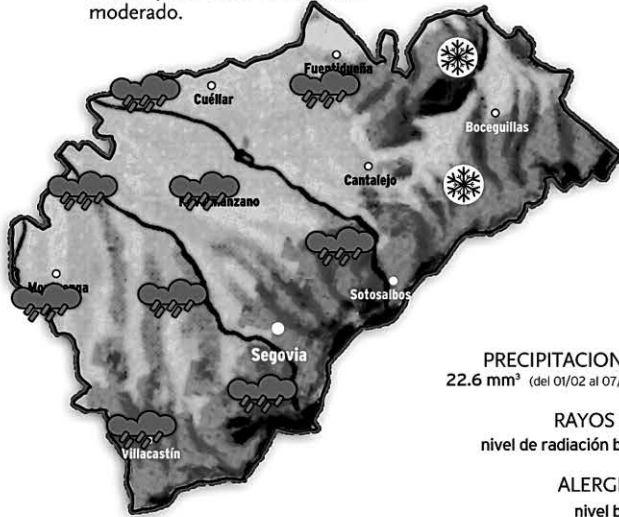 moderado.
Fuentidueña
Cuéllar
Boceguillas
Cantalejo
Sotosalbos
Segovia
Villacastín
PRECIPITACION
22.6 mm³ (del 01/02 al 07/
RAYOS
nivel de radiación b
ALERG
nivel b